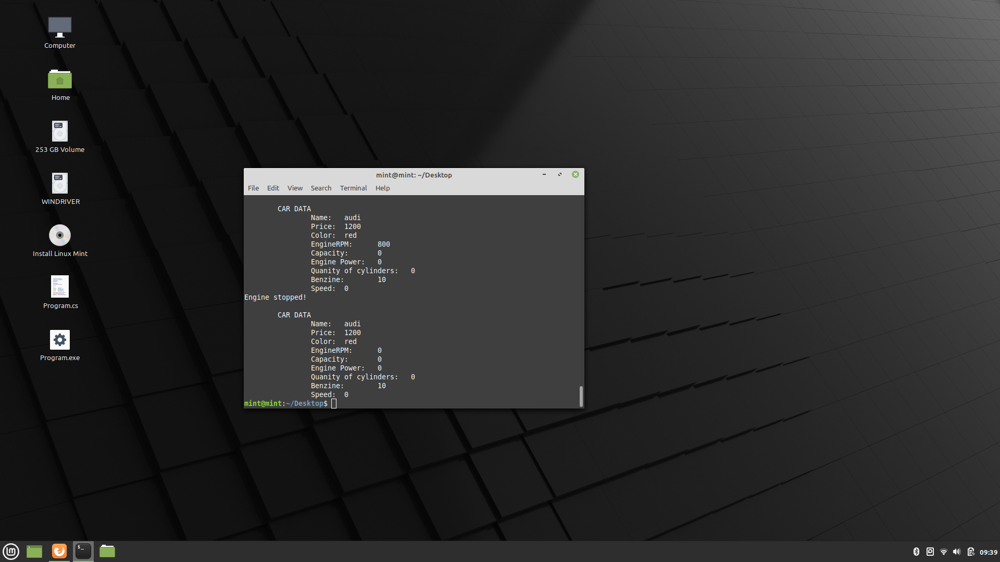 Computer
Home
253 GB Volume
WINDRIVER
Install Linux Mint
Program.cs
Program.exe
mint@mint: ~/Desktop
File Edit View Search Terminal Help
CAR DATA
Name: audi
Price: 1200
Color: red
EngineRPM: 800
Capacity: 0
Engine Power: 0
Quanity of cylinders: 0
Benzine: 10
Speed: 0
Engine stopped!
CAR DATA
Name: audi
Price: 1200
Color: red
EngineRPM: 0
Capacity: 0
Engine Power: 0
Quanity of cylinders: 0
Benzine: 10
Speed: 0
mint@mint:~/Desktop$
$_
09:39